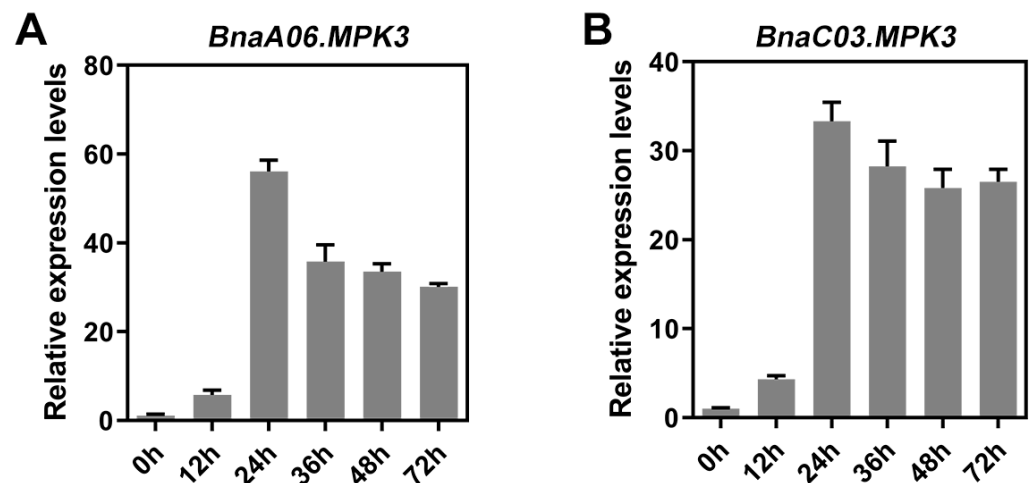 A
BnaA06.MPK3
Relative expression levels
80
60
40
20
0
0h
12h
24h
36h
48h
72h
B
BnaC03.MPK3
Relative expression levels
40
30
20
10
0
0h
12h
24h
36h
48h
72h